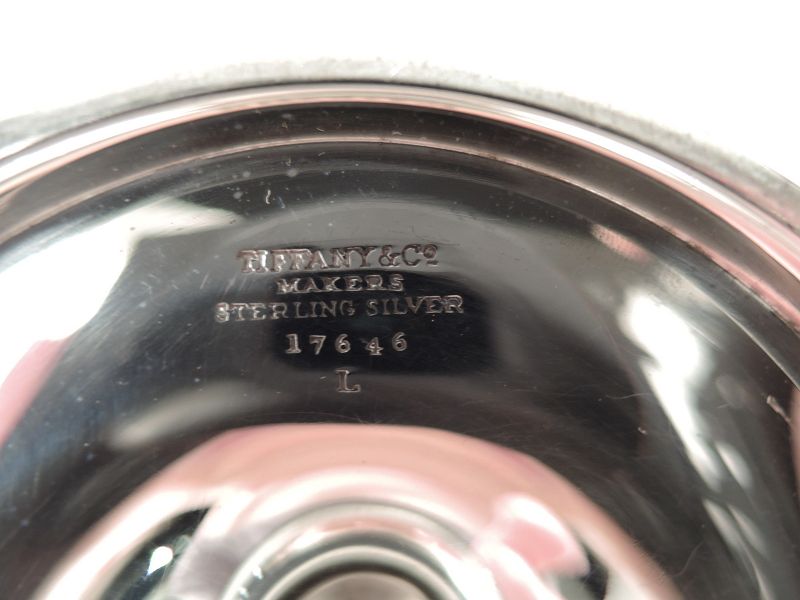 TIFFANY & Cº
MAKERS
STERLING SILVER
17646
L